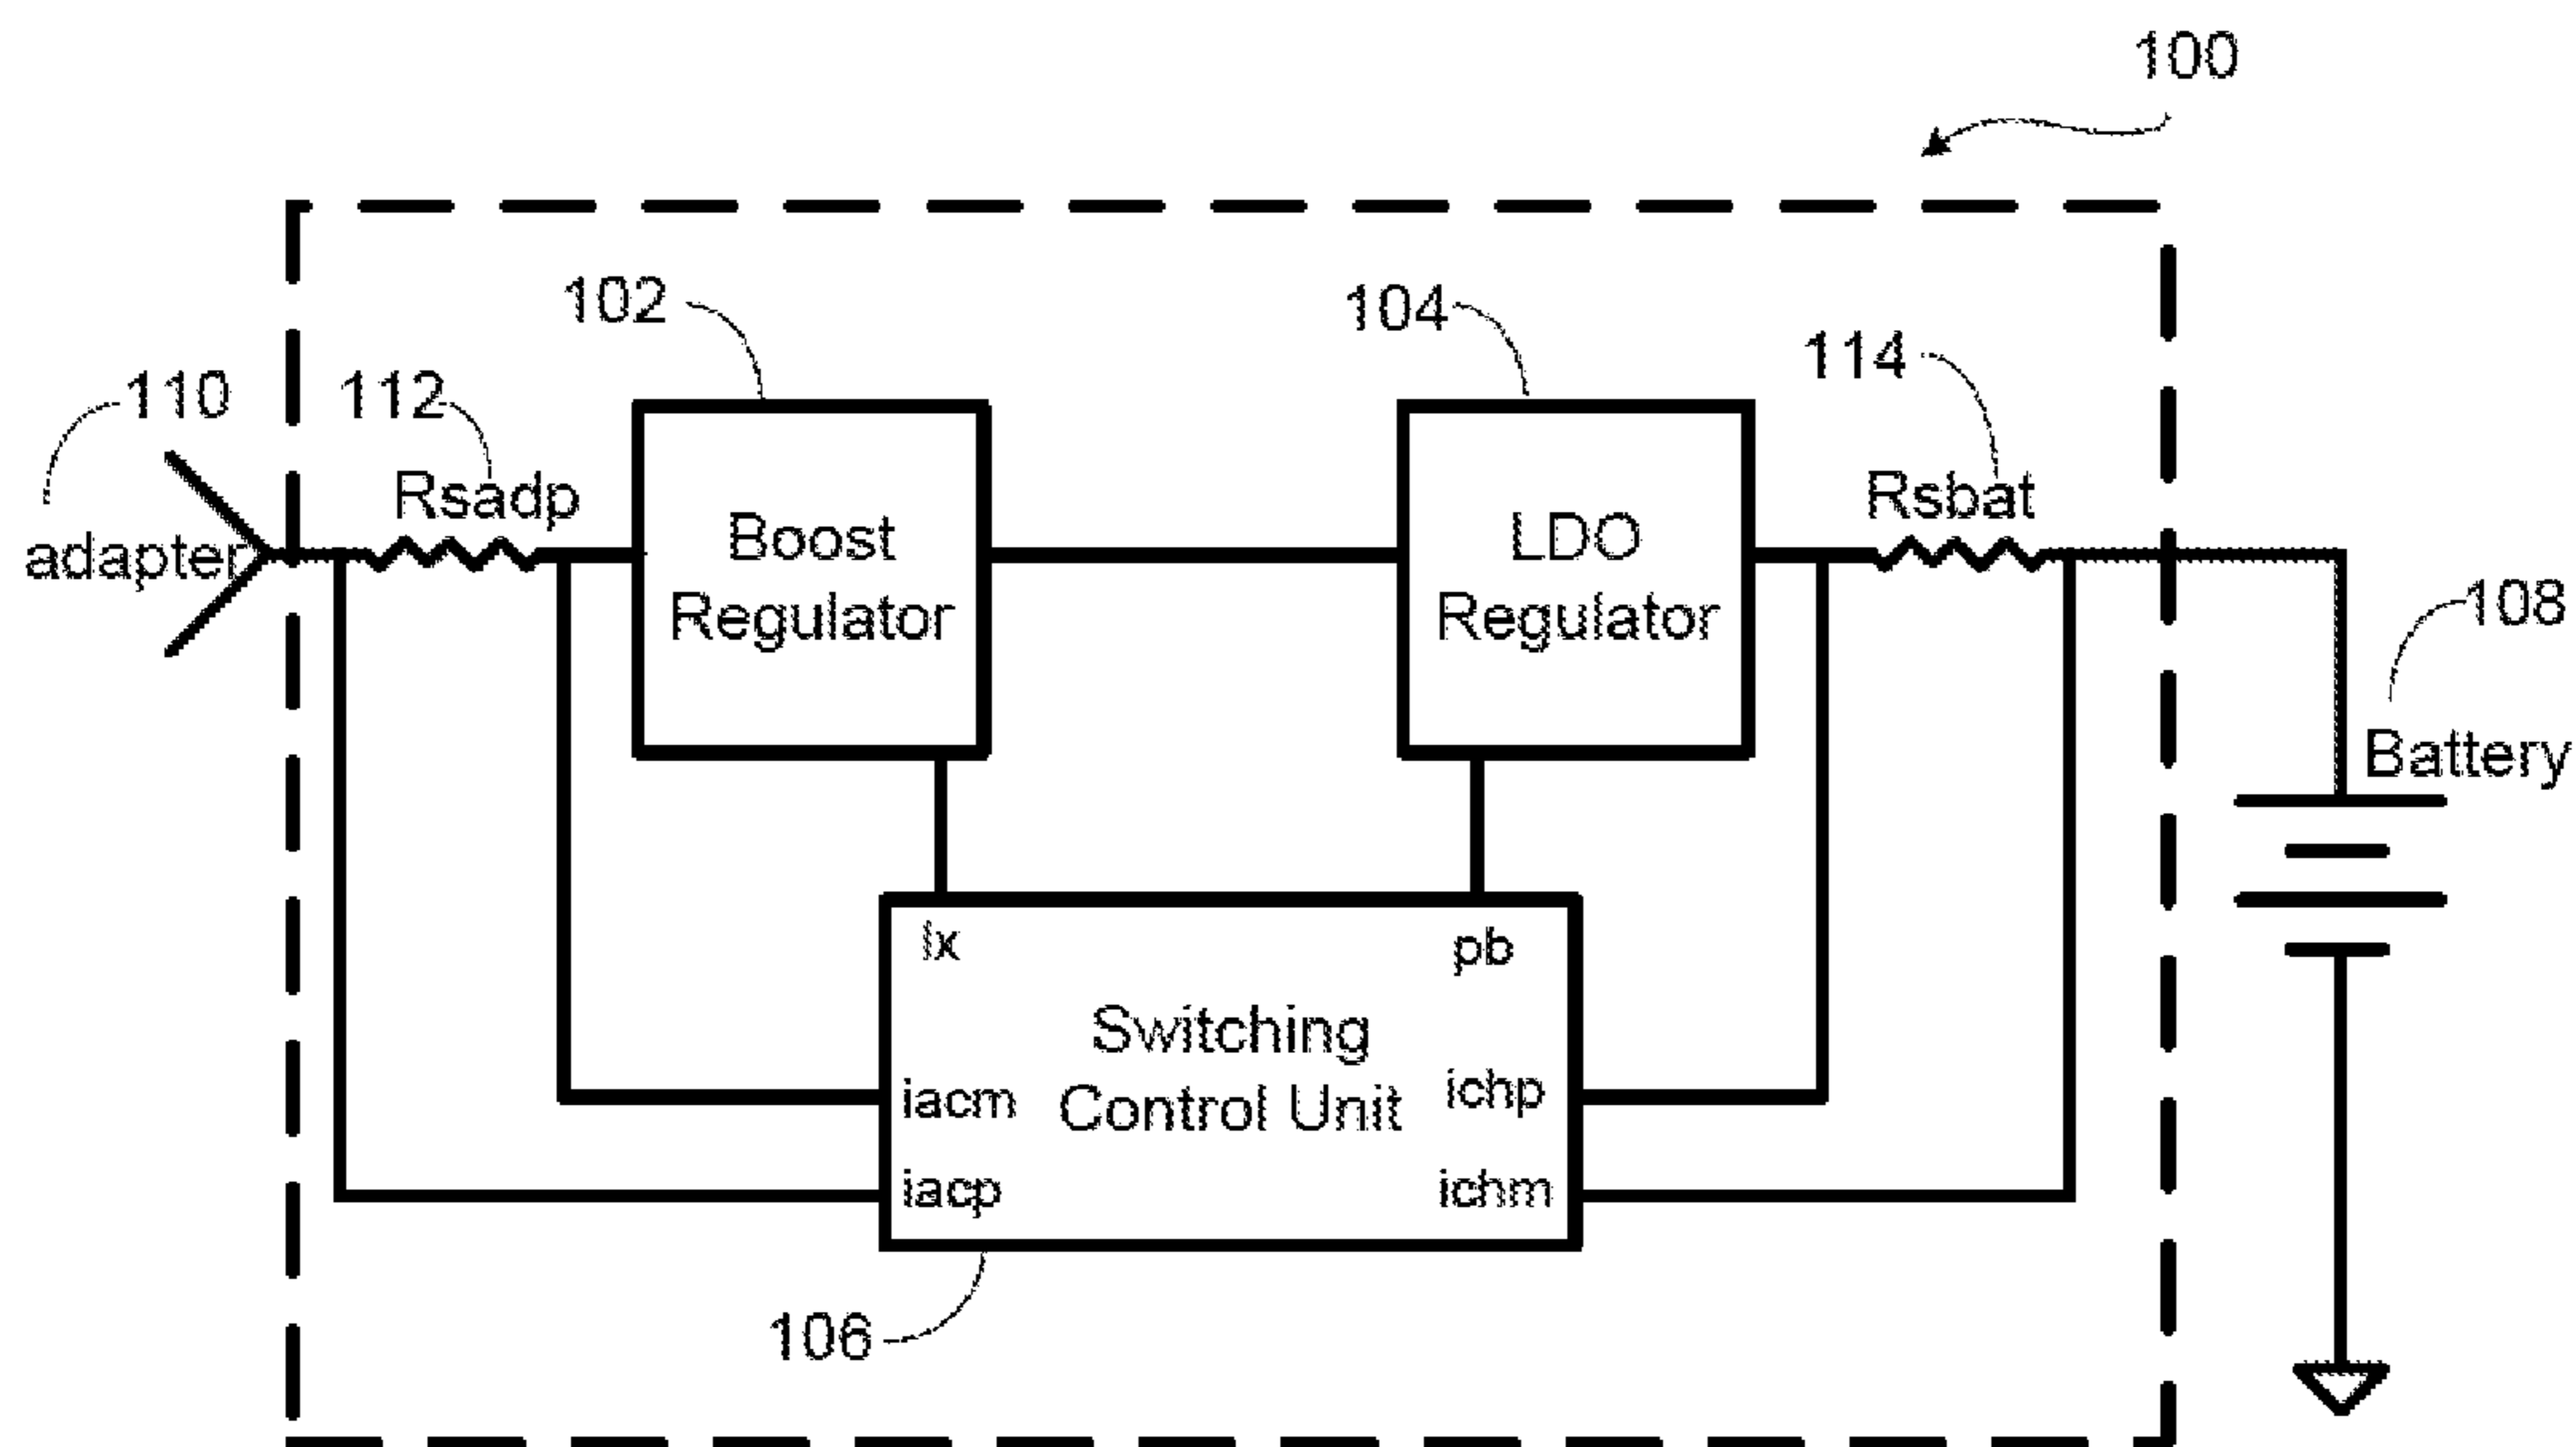 100
102
104
114
110
112
Rsadp
Rsbat
adapter
Boost
Regulator
LDO
Regulator
108
Battery
lx
pb
Switching
Control Unit
iacm
ichp
iacp
ichm
106